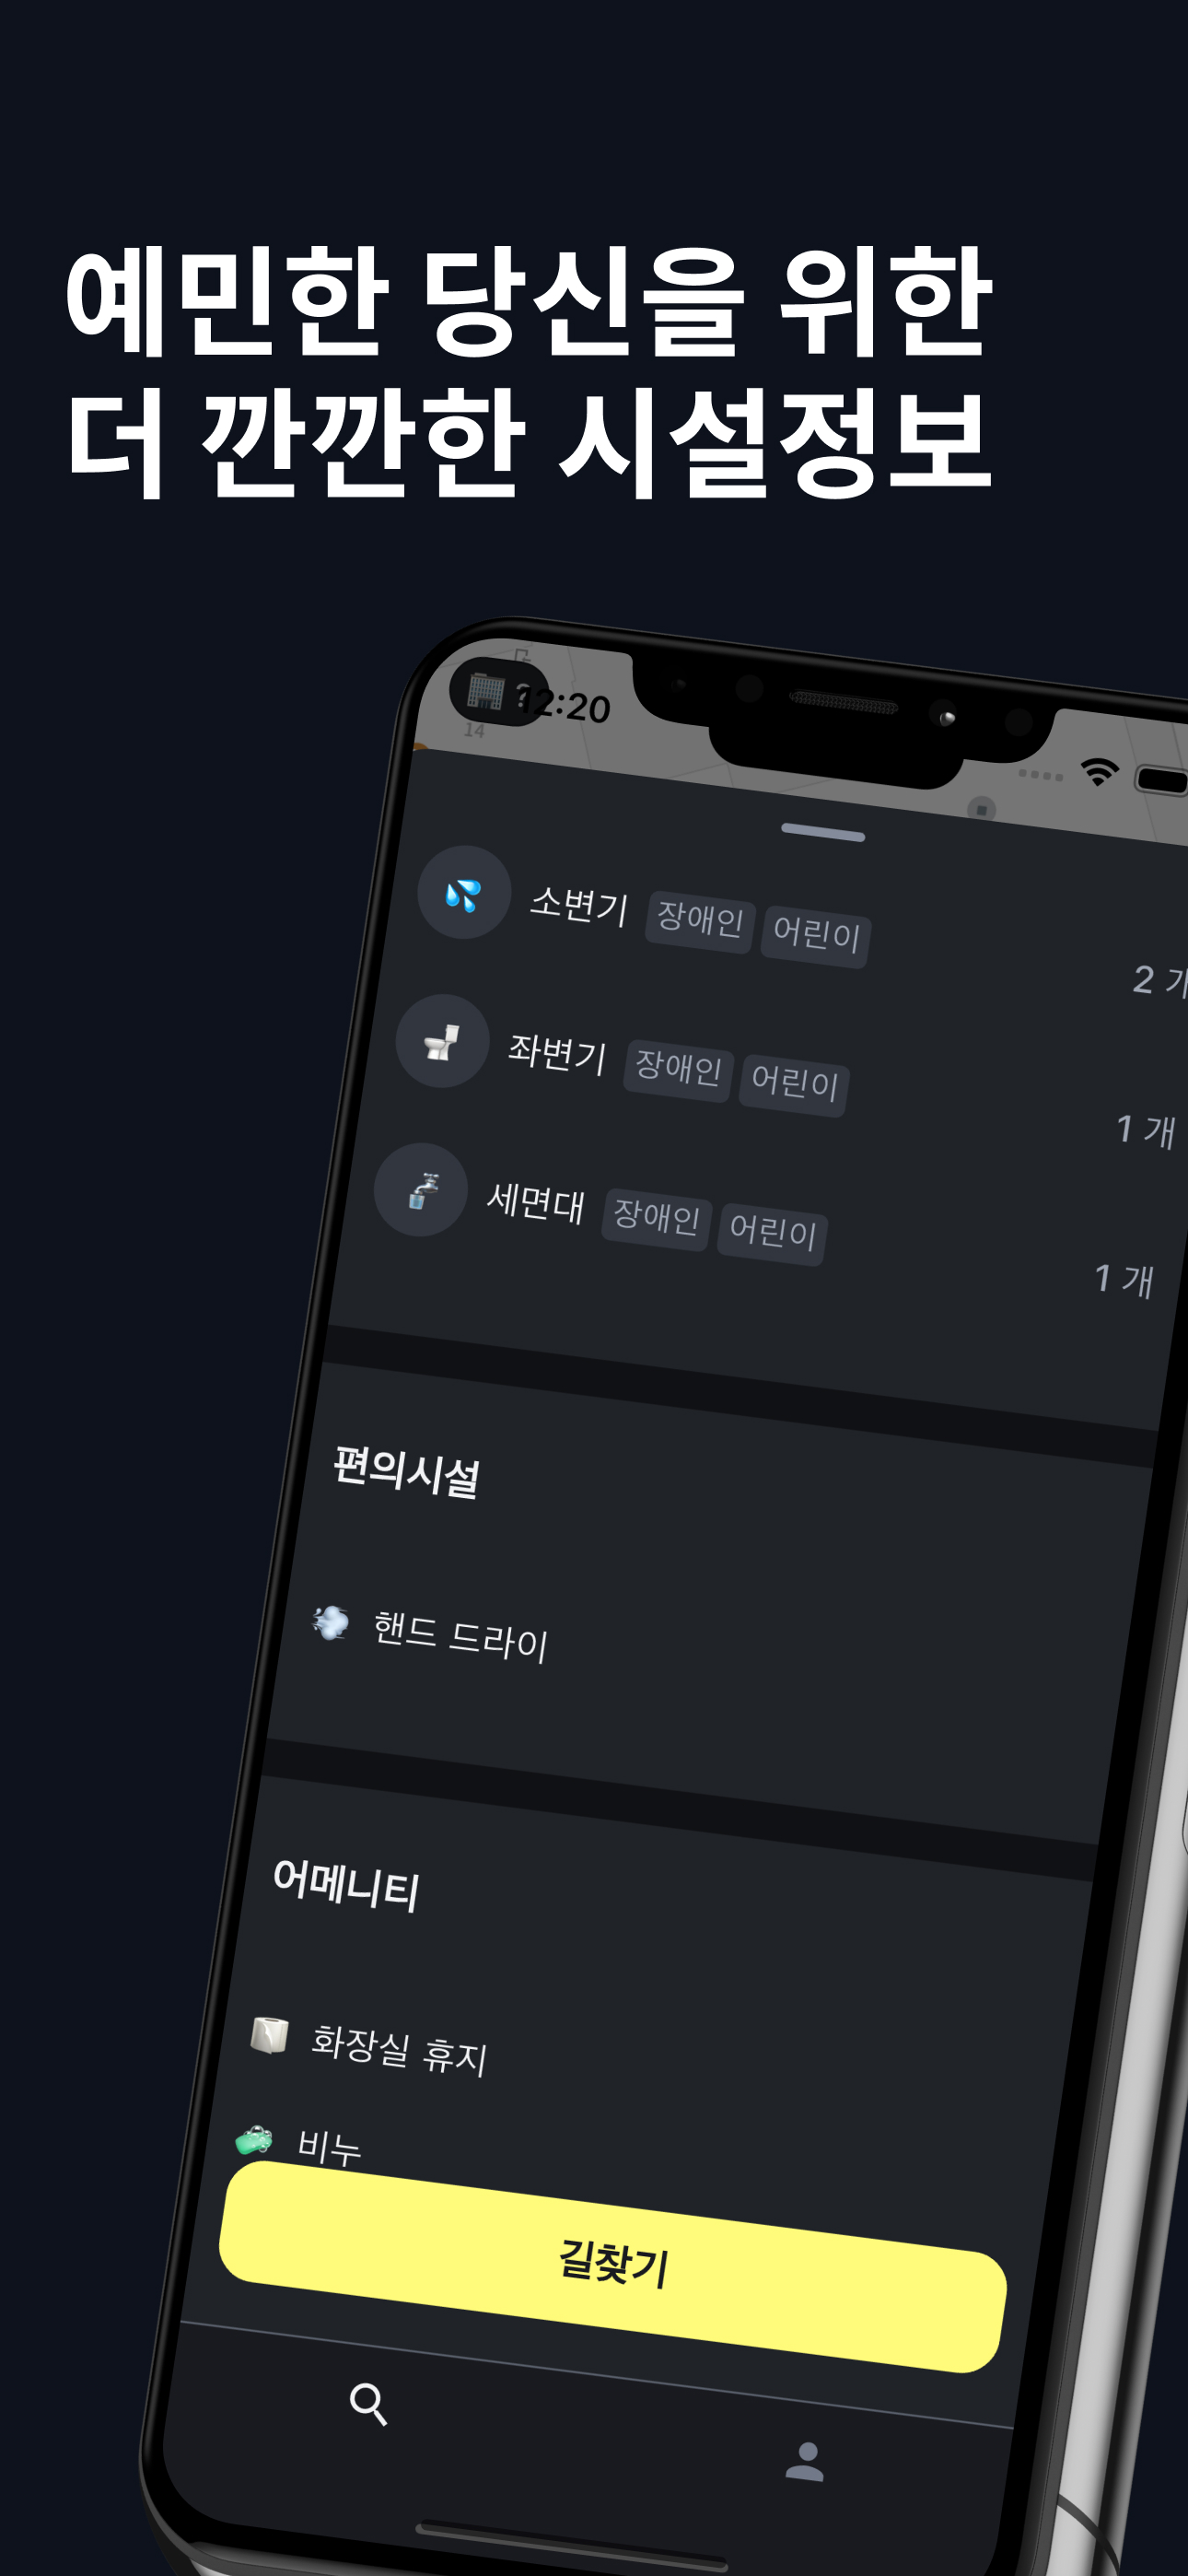 예민한 당신을 위한
더 깐깐한 시설정보
🏢 ? 12:20
14
소변기 장애인 어린이 2 개
좌변기 장애인 어린이 1 개
세면대 장애인 어린이 1 개
편의시설
핸드 드라이
어메니티
화장실 휴지
비누
길찾기